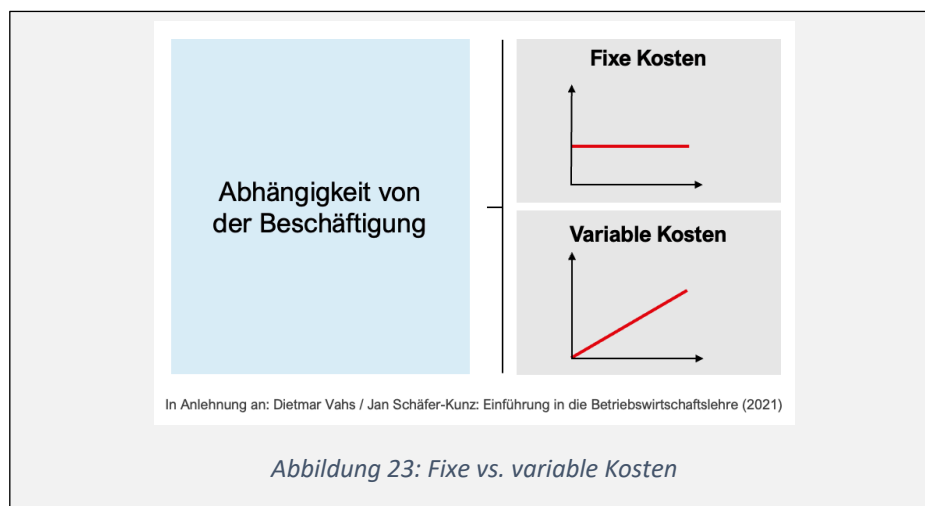 Abhängigkeit von
der Beschäftigung
Fixe Kosten
Variable Kosten
In Anlehnung an: Dietmar Vahs / Jan Schäfer-Kunz: Einführung in die Betriebswirtschaftslehre (2021)
Abbildung 23: Fixe vs. variable Kosten